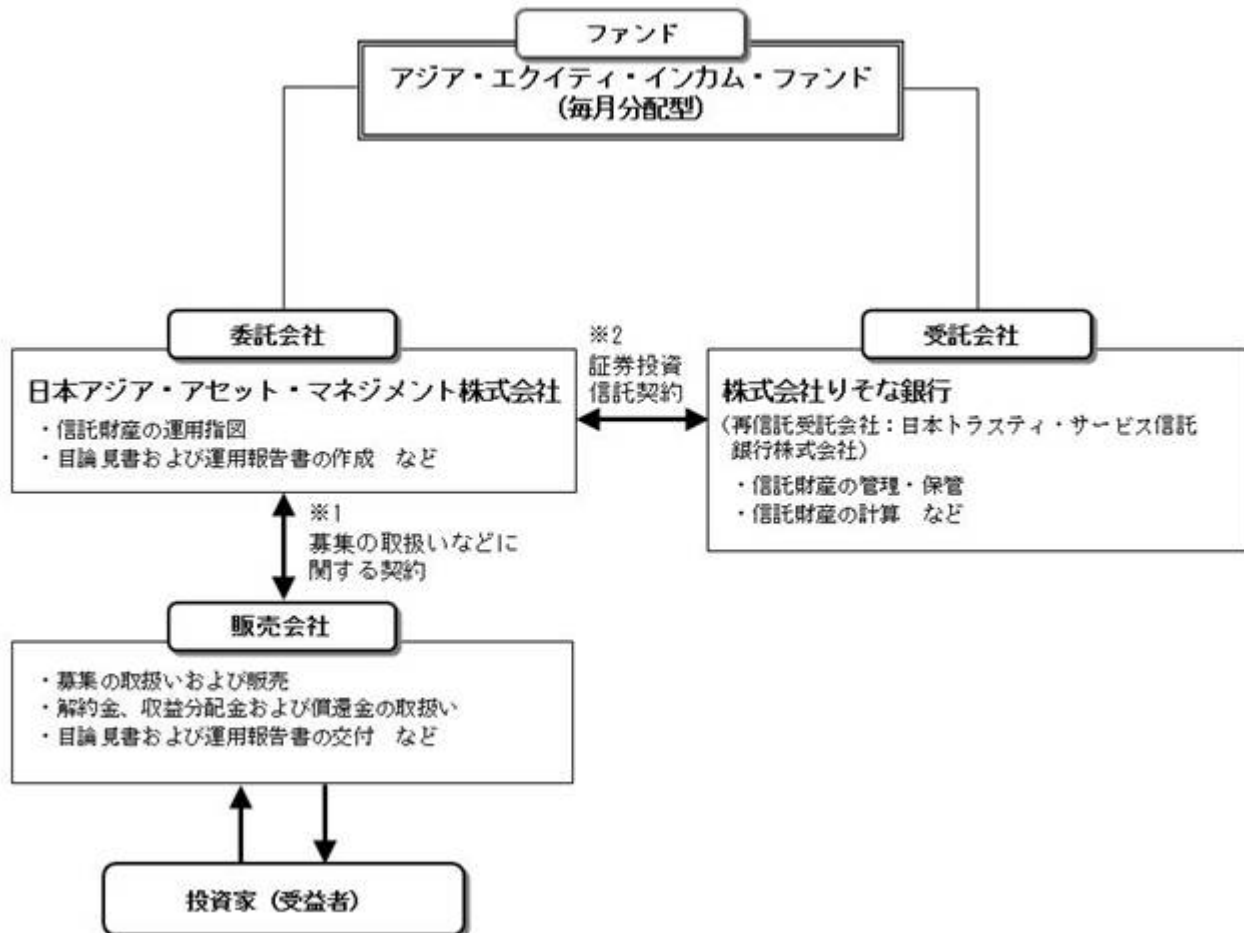 ファンド
アジア・エクイティ・インカム・ファンド
(毎月分配型)
委託会社
日本アジア・アセット・マネジメント株式会社
・信託財産の運用指図
・目論見書および運用報告書の作成　など
※2
証券投資
信託契約
受託会社
株式会社りそな銀行
(再信託受託会社：日本トラスティ・サービス信託
銀行株式会社)
・信託財産の管理・保管
・信託財産の計算　など
※1
募集の取扱いなどに
関する契約
販売会社
・募集の取扱いおよび販売
・解約金、収益分配金および償還金の取扱い
・目論見書および運用報告書の交付　など
投資家（受益者）